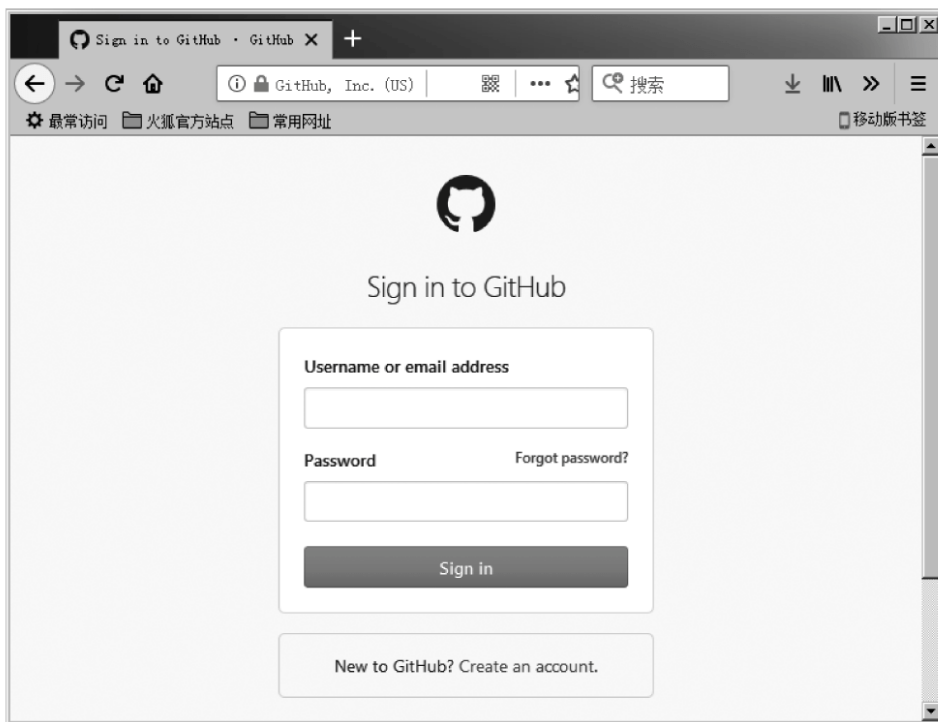 Sign in to GitHub · GitHub
GitHub, Inc. (US)
搜索
最常访问 火狐官方站点 常用网址 移动版书签
Sign in to GitHub
Username or email address
Password Forgot password?
Sign in
New to GitHub? Create an account.